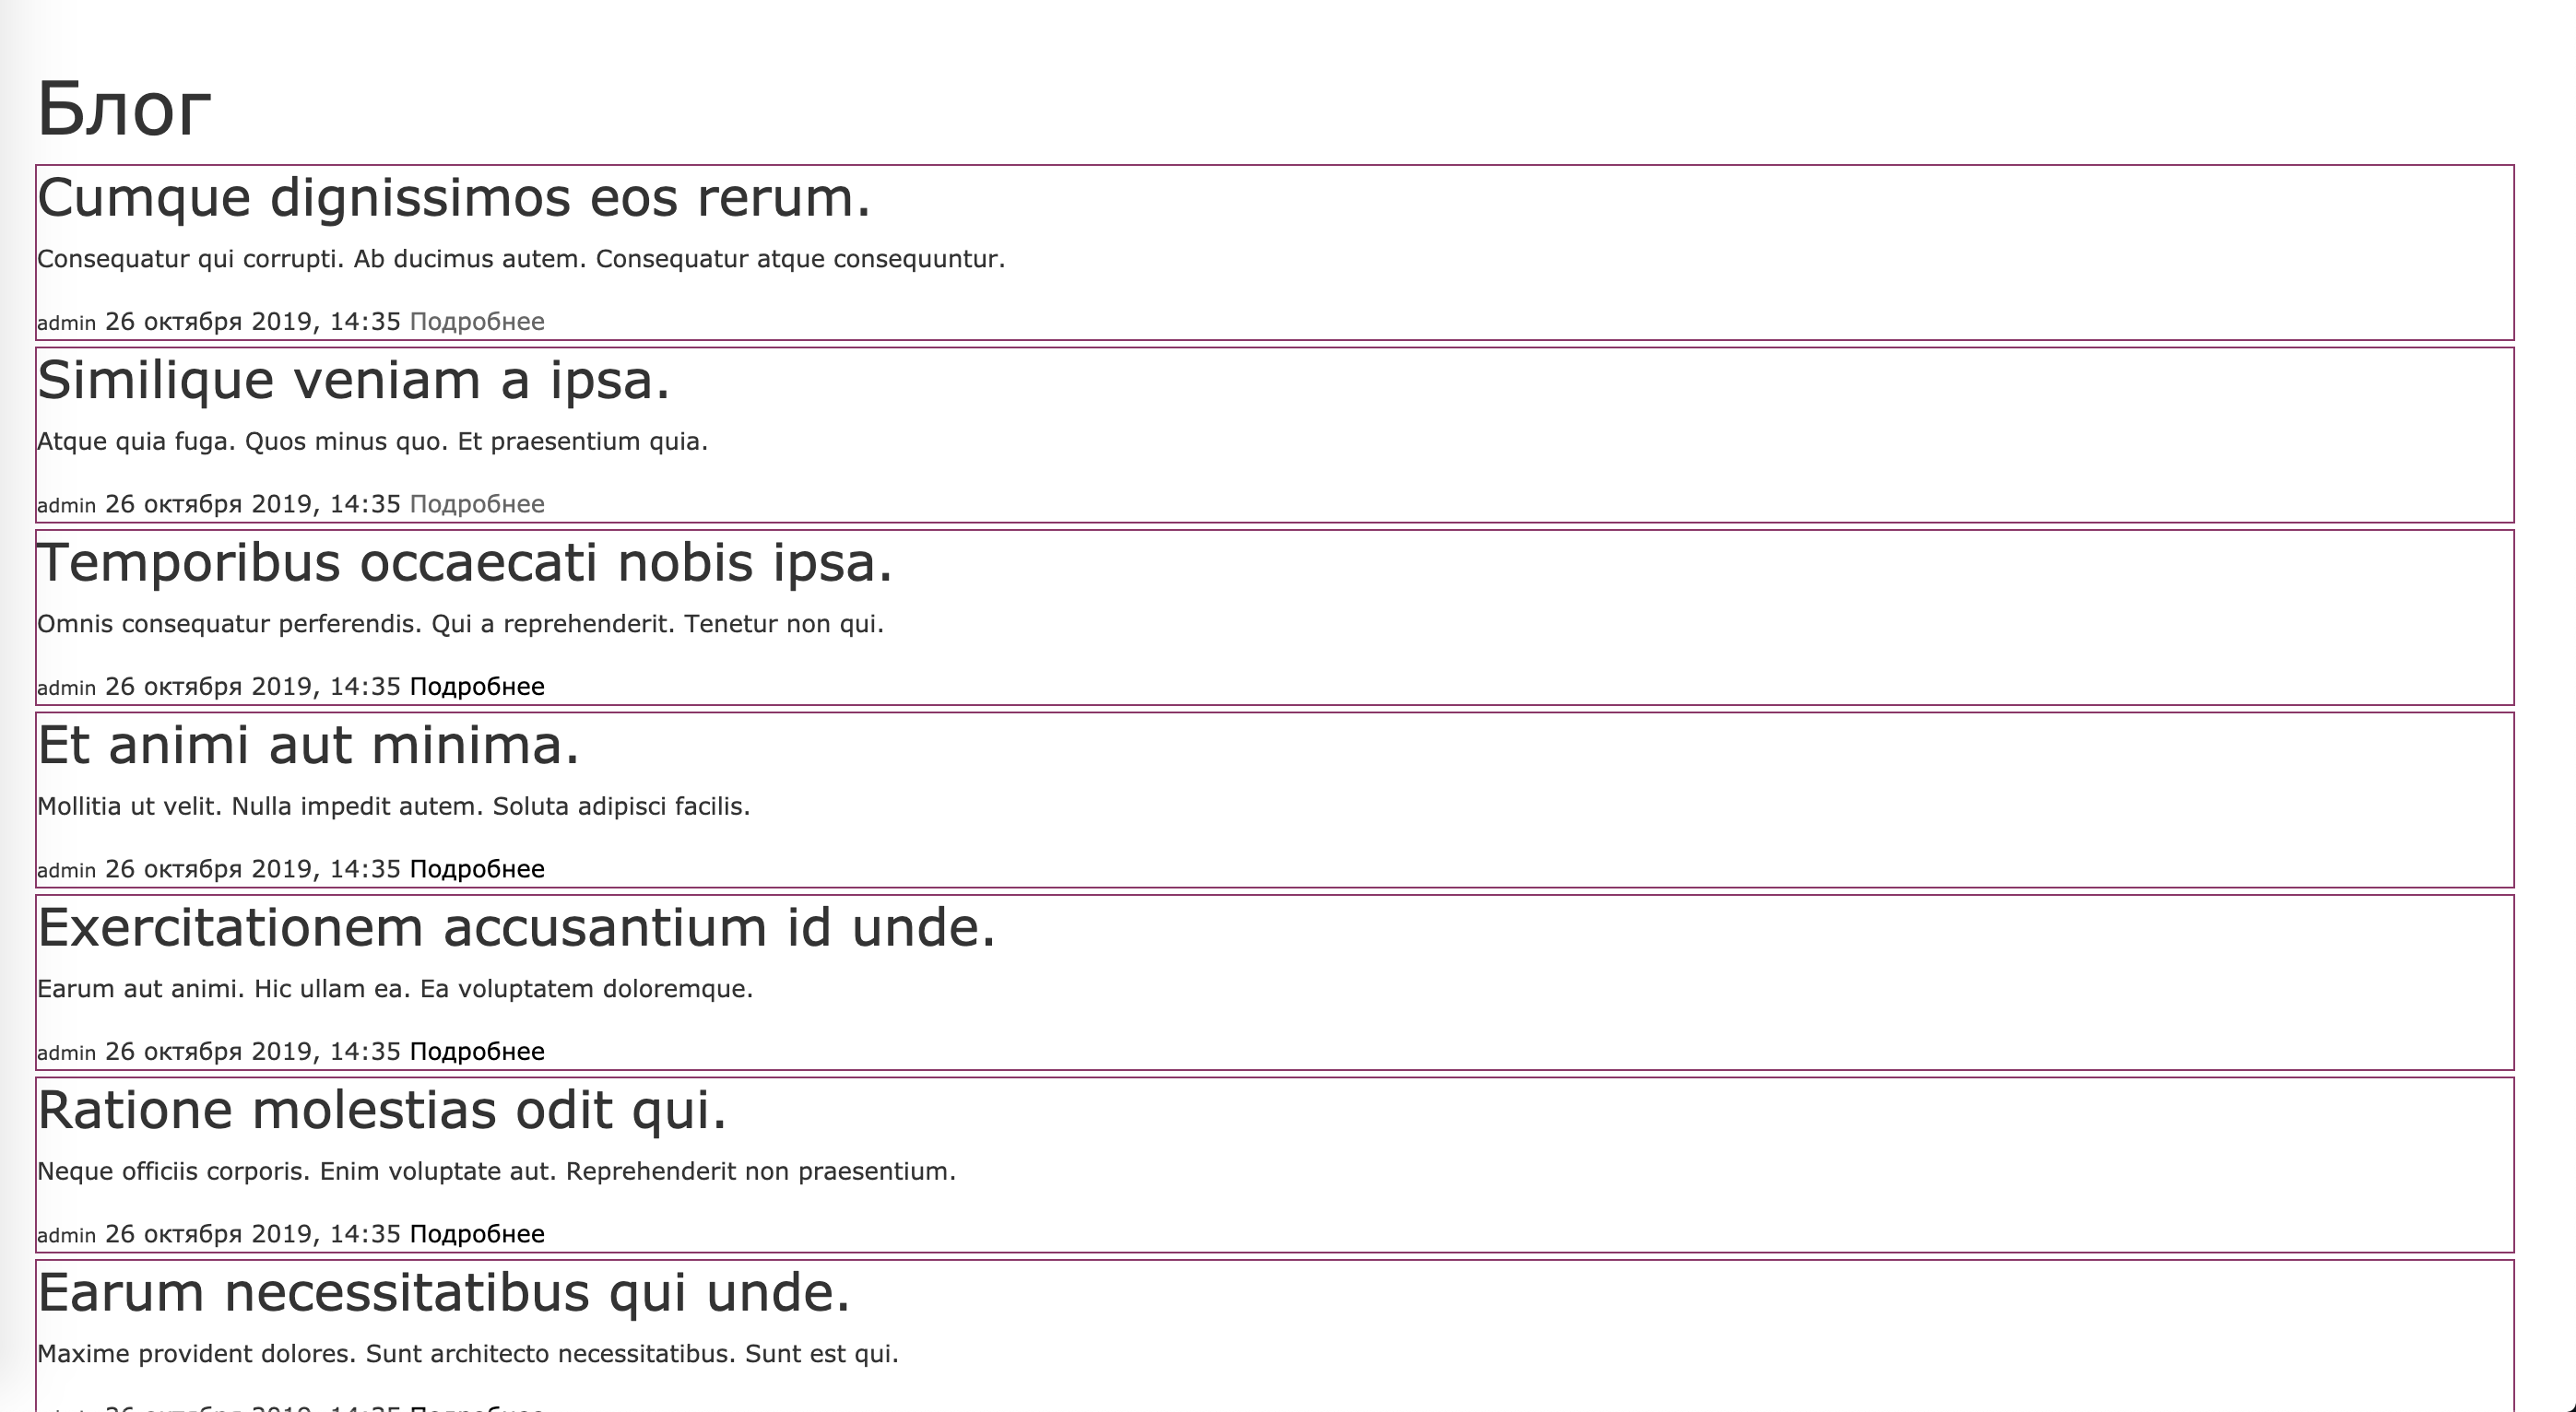 Блог
Cumque dignissimos eos rerum.
Consequatur qui corrupti. Ab ducimus autem. Consequatur atque consequuntur.
admin 26 октября 2019, 14:35 Подробнее
Similique veniam a ipsa.
Atque quia fuga. Quos minus quo. Et praesentium quia.
admin 26 октября 2019, 14:35 Подробнее
Temporibus occaecati nobis ipsa.
Omnis consequatur perferendis. Qui a reprehenderit. Tenetur non qui.
admin 26 октября 2019, 14:35 Подробнее
Et animi aut minima.
Mollitia ut velit. Nulla impedit autem. Soluta adipisci facilis.
admin 26 октября 2019, 14:35 Подробнее
Exercitationem accusantium id unde.
Earum aut animi. Hic ullam ea. Ea voluptatem doloremque.
admin 26 октября 2019, 14:35 Подробнее
Ratione molestias odit qui.
Neque officiis corporis. Enim voluptate aut. Reprehenderit non praesentium.
admin 26 октября 2019, 14:35 Подробнее
Earum necessitatibus qui unde.
Maxime provident dolores. Sunt architecto necessitatibus. Sunt est qui.